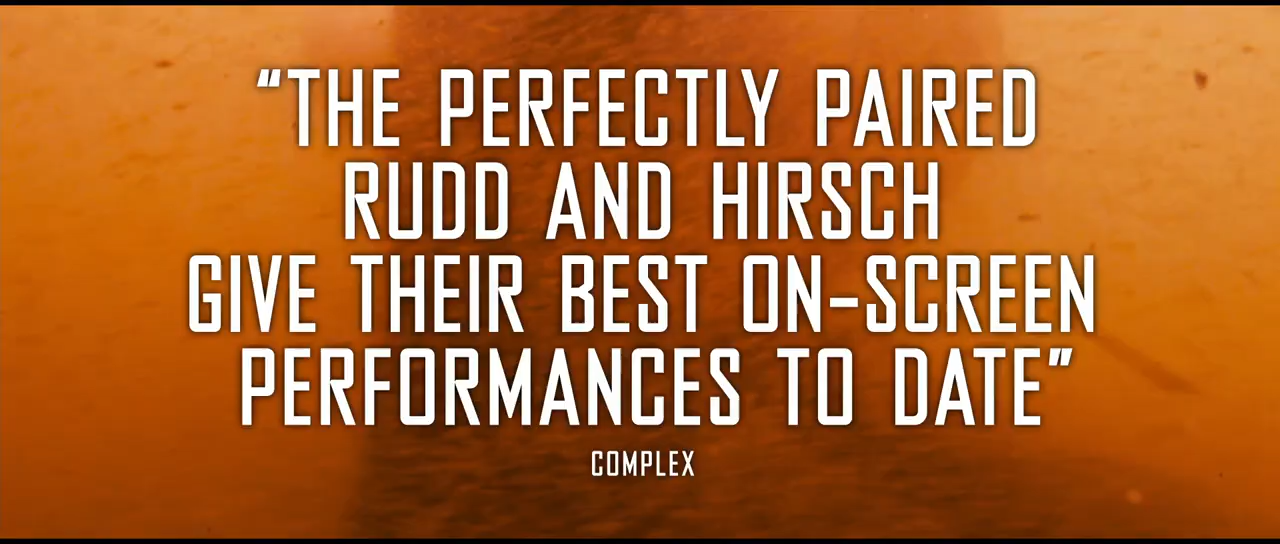 “THE PERFECTLY PAIRED
RUDD AND HIRSCH
GIVE THEIR BEST ON-SCREEN
PERFORMANCES TO DATE”
COMPLEX